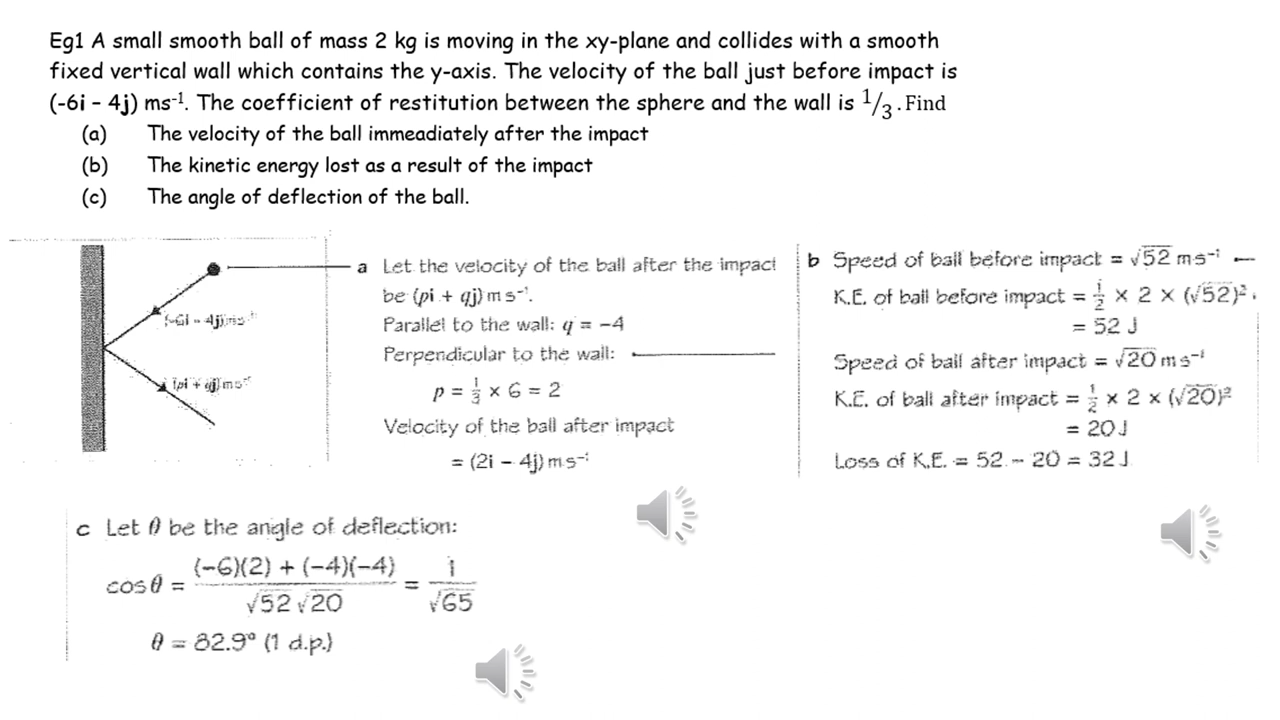 Eg1 A small smooth ball of mass 2 kg is moving in the xy-plane and collides with a smooth
fixed vertical wall which contains the y-axis. The velocity of the ball just before impact is
(-6i – 4j) ms⁻¹. The coefficient of restitution between the sphere and the wall is 1/3. Find
(a) The velocity of the ball immeadiately after the impact
(b) The kinetic energy lost as a result of the impact
(c) The angle of deflection of the ball.
(-6i - 4j) ms⁻¹
(pi + qj) ms⁻¹
a Let the velocity of the ball after the impact
be (pi + qj) m s⁻¹.
Parallel to the wall: q = −4
Perpendicular to the wall:
p = 1/3 × 6 = 2
Velocity of the ball after impact
= (2i − 4j) m s⁻¹
b Speed of ball before impact = √52 m s⁻¹
K.E. of ball before impact = 1/2 × 2 × (√52)²
= 52 J
Speed of ball after impact = √20 m s⁻¹
K.E. of ball after impact = 1/2 × 2 × (√20)²
= 20 J
Loss of K.E. = 52 − 20 = 32 J
c Let θ be the angle of deflection:
cos θ = (−6)(2) + (−4)(−4) / √52 √20 = 1 / √65
θ = 82.9° (1 d.p.)